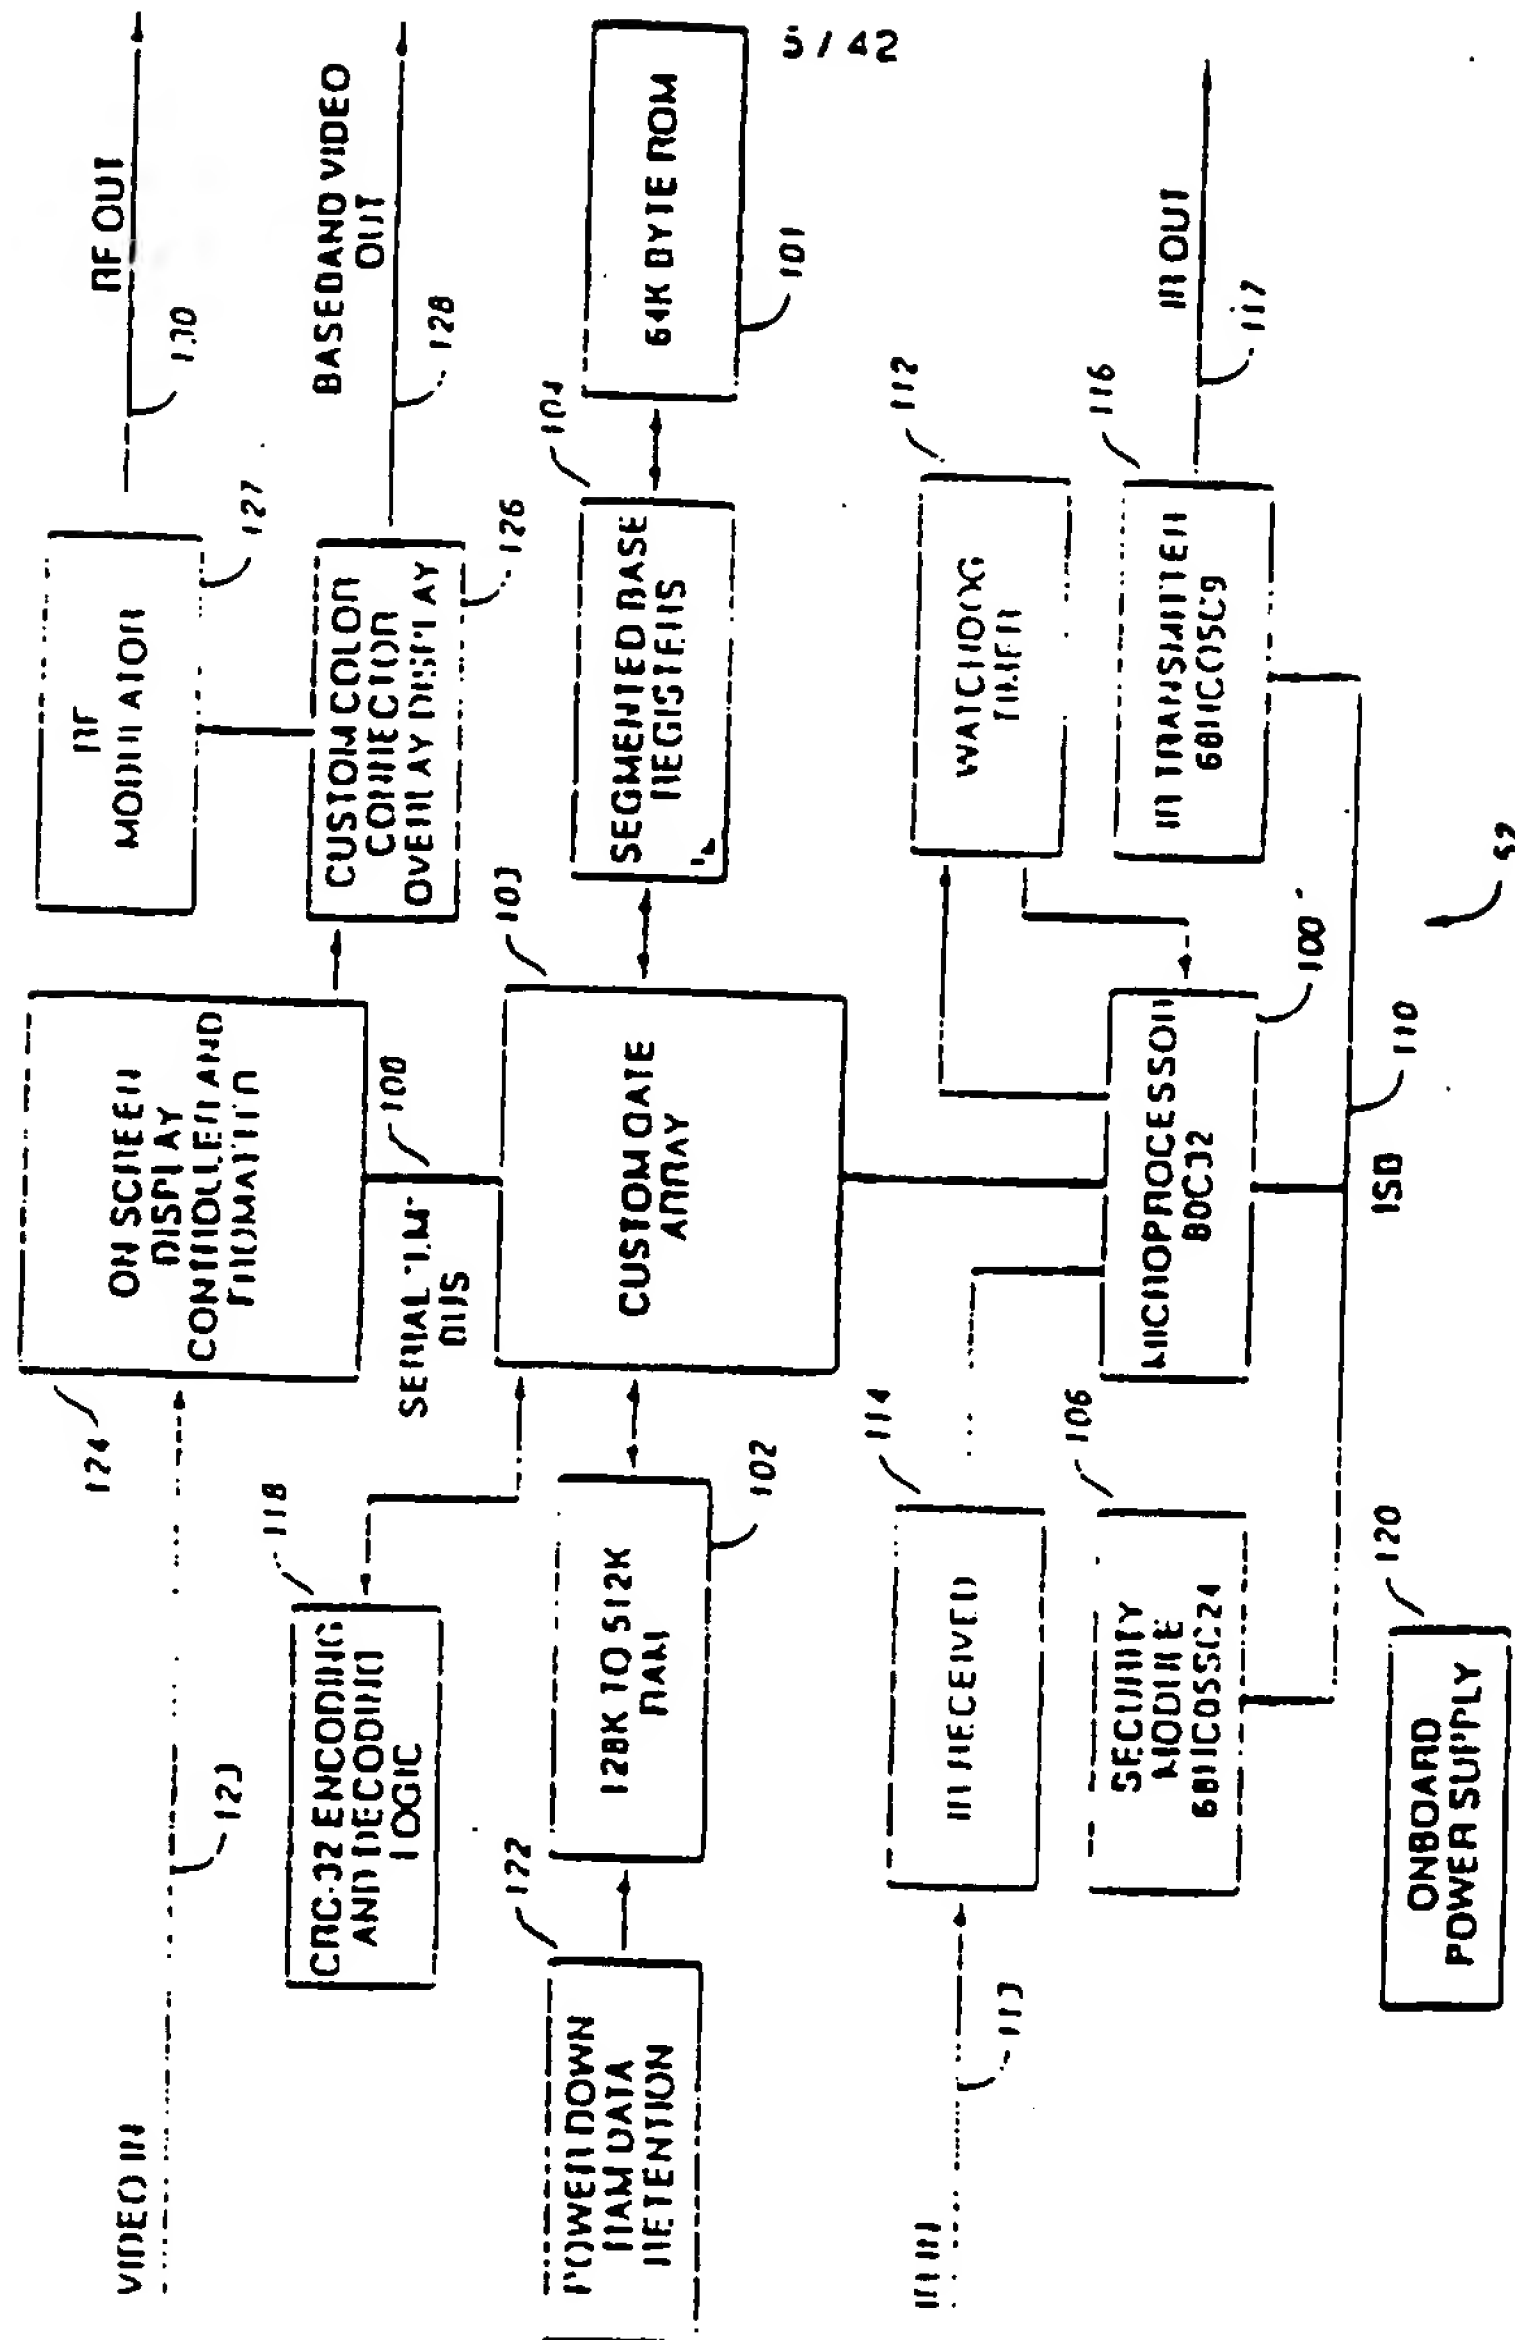 5 / 42
VIDEO IN
123
124
ON SCREEN
DISPLAY
CONTROLLER AND
RF
MODULATOR
127
RF OUT
130
118
CRC-32 ENCODING
AND DECODING
LOGIC
SERIAL "I.M"
BUS
108
CUSTOM COLOR
CORRECTOR
OVERLAY DISPLAY
126
BASEBAND VIDEO
OUT
128
122
POWER DOWN
RAM DATA
RETENTION
128K TO 512K
RAM
102
103
CUSTOM GATE
ARRAY
104
SEGMENTED BASE
REGISTERS
64K BYTE ROM
101
IR IN
113
114
IR RECEIVED
WATCHDOG
TIMER
112
106
SECURITY
MODULE
68HC05SC24
MICROPROCESSOR
80C32
100
IR TRANSMITTER
68HC05C9
116
IR OUT
117
ISB
110
52
120
ONBOARD
POWER SUPPLY